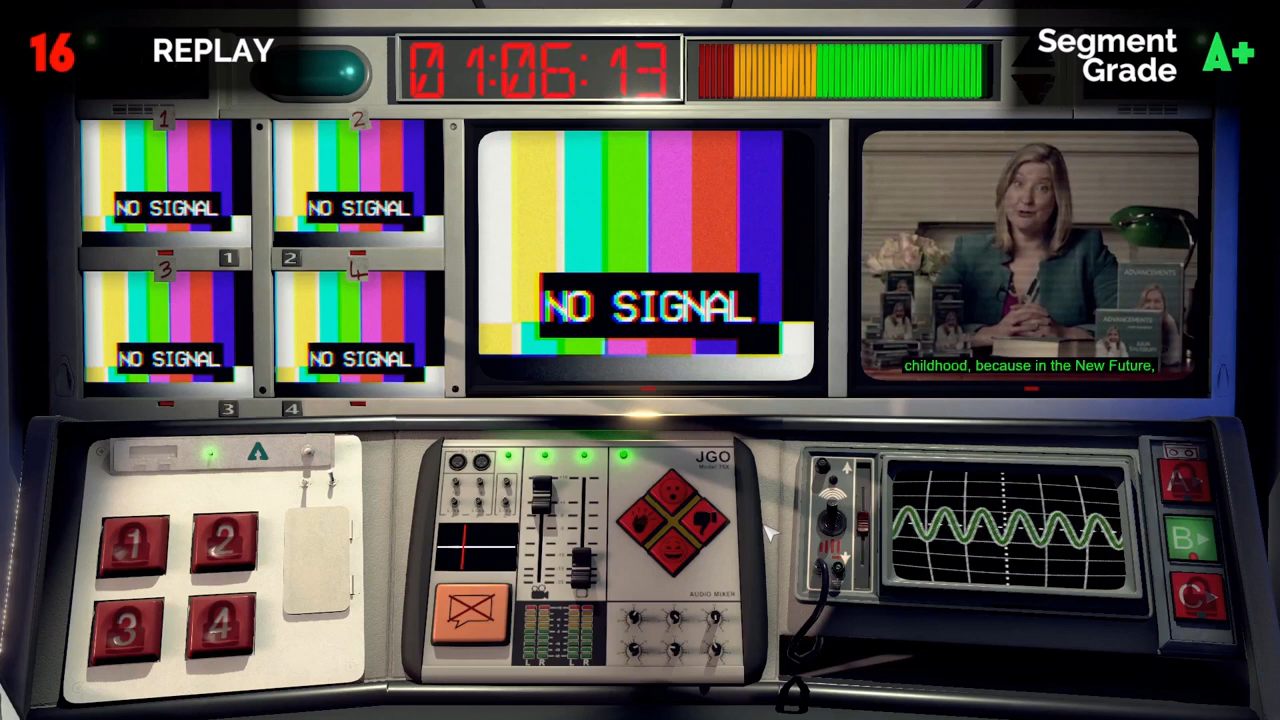 16
REPLAY
01:06:13
Segment
Grade
A+
1
2
NO SIGNAL
NO SIGNAL
NO SIGNAL
1
2
3
4
NO SIGNAL
NO SIGNAL
3
4
ADVANCEMENTS
ADVANCEMENTS
childhood, because in the New Future,
JGO
AUDIO MIXER
1
2
3
4
L R
L R
A
B
C